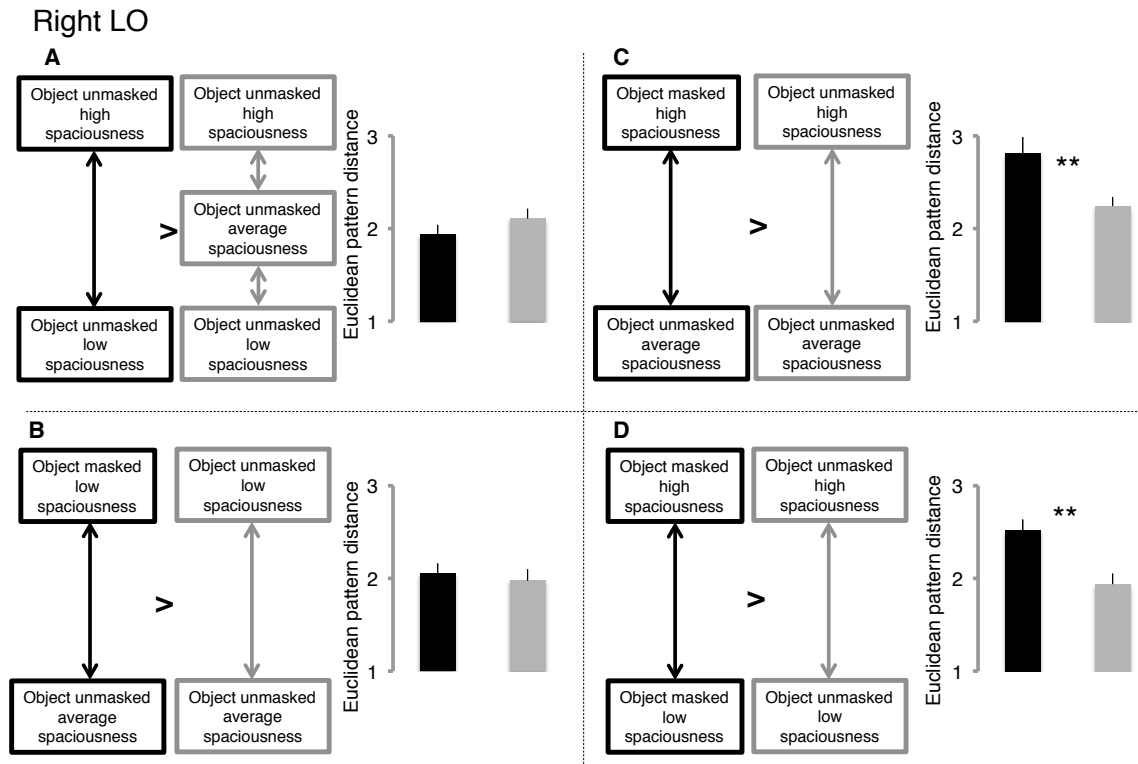 Right LO
A
Object unmasked
high
spaciousness
Object unmasked
high
spaciousness
>
Object unmasked
average
spaciousness
Object unmasked
low
spaciousness
Object unmasked
low
spaciousness
Euclidean pattern distance
3
2
1
C
Object masked
high
spaciousness
Object unmasked
high
spaciousness
>
Object unmasked
average
spaciousness
Object unmasked
average
spaciousness
Euclidean pattern distance
3
2
1
**
B
Object masked
low
spaciousness
Object unmasked
low
spaciousness
>
Object unmasked
average
spaciousness
Object unmasked
average
spaciousness
Euclidean pattern distance
3
2
1
D
Object masked
high
spaciousness
Object unmasked
high
spaciousness
>
Object masked
low
spaciousness
Object unmasked
low
spaciousness
Euclidean pattern distance
3
2
1
**